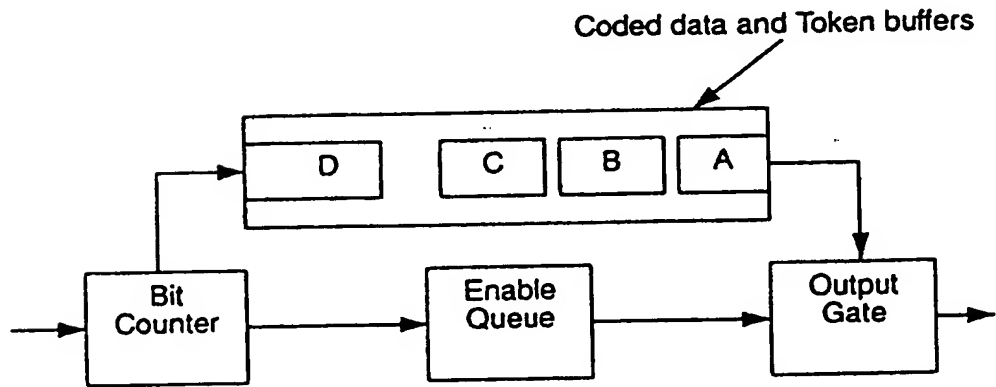 Coded data and Token buffers
D
C
B
A
Bit
Counter
Enable
Queue
Output
Gate